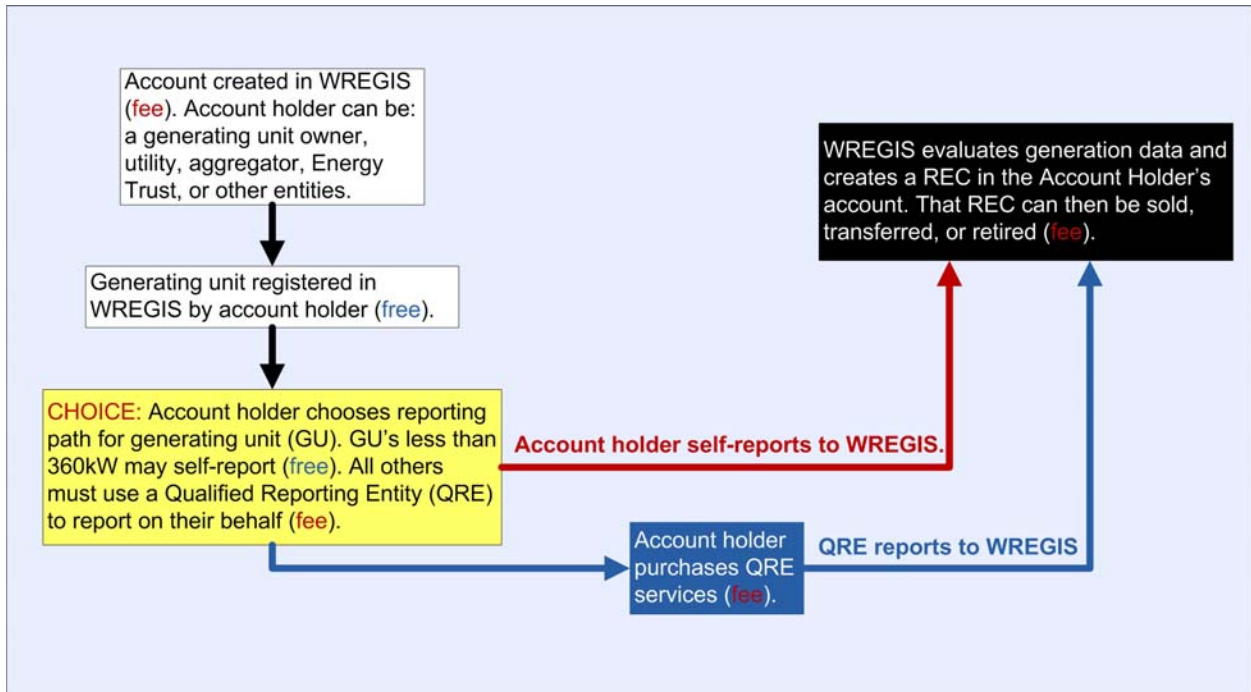 Account created in WREGIS
(fee). Account holder can be:
a generating unit owner,
utility, aggregator, Energy
Trust, or other entities.
Generating unit registered in
WREGIS by account holder (free).
CHOICE: Account holder chooses reporting
path for generating unit (GU). GU's less than
360kW may self-report (free). All others
must use a Qualified Reporting Entity (QRE)
to report on their behalf (fee).
Account holder self-reports to WREGIS.
Account holder
purchases QRE
services (fee).
QRE reports to WREGIS
WREGIS evaluates generation data and
creates a REC in the Account Holder's
account. That REC can then be sold,
transferred, or retired (fee).